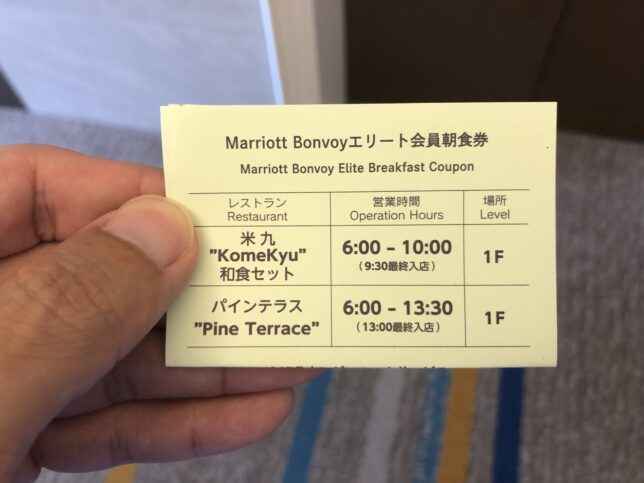 Marriott Bonvoyエリート会員朝食券
Marriott Bonvoy Elite Breakfast Coupon
レストラン 営業時間 場所
Restaurant Operation Hours Level
米 九
"KomeKyu"
和食セット
6:00 – 10:00
(9:30最終入店)
1F
パインテラス
"Pine Terrace"
6:00 – 13:30
(13:00最終入店)
1F